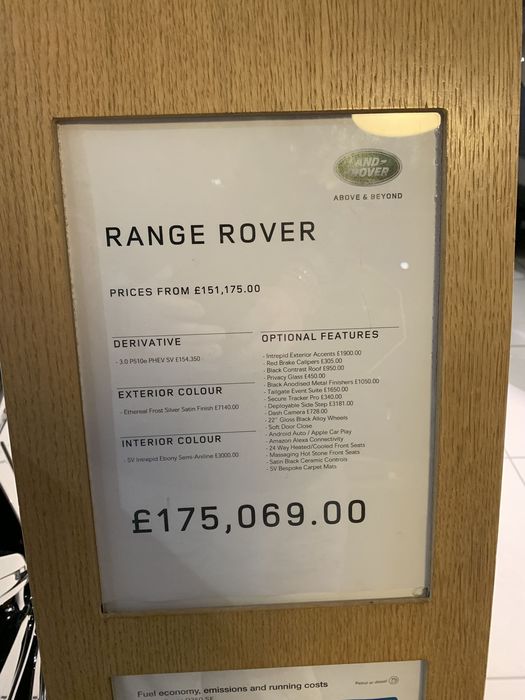 LAND-
ROVER
ABOVE & BEYOND
RANGE ROVER
PRICES FROM £151,175.00
DERIVATIVE
- 3.0 P510e PHEV SV £154,350
EXTERIOR COLOUR
- Ethereal Frost Silver Satin Finish £7140.00
INTERIOR COLOUR
- SV Intrepid Ebony Semi-Aniline £3000.00
OPTIONAL FEATURES
- Intrepid Exterior Accents £1900.00
- Red Brake Calipers £305.00
- Black Contrast Roof £950.00
- Privacy Glass £450.00
- Black Anodised Metal Finishers £1050.00
- Tailgate Event Suite £1650.00
- Secure Tracker Pro £340.00
- Deployable Side Step £3181.00
- Dash Camera £728.00
- 22" Gloss Black Alloy Wheels
- Soft Door Close
- Android Auto / Apple Car Play
- Amazon Alexa Connectivity
- 24 Way Heated/Cooled Front Seats
- Massaging Hot Stone Front Seats
- Satin Black Ceramic Controls
- SV Bespoke Carpet Mats
£175,069.00
Fuel economy, emissions and running costs
Petrol or diesel